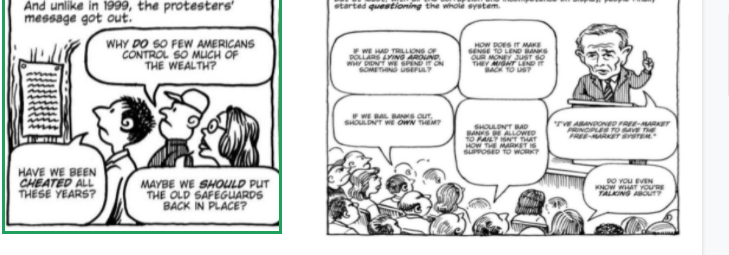 And unlike in 1999, the protesters'
message got out.
WHY DO SO FEW AMERICANS
CONTROL SO MUCH OF
THE WEALTH?
HAVE WE BEEN
CHEATED ALL
THESE YEARS?
MAYBE WE SHOULD PUT
THE OLD SAFEGUARDS
BACK IN PLACE?
started questioning the whole system.
IF WE HAD TRILLIONS OF
DOLLARS LYING AROUND,
WHY DIDN'T WE SPEND IT ON
SOMETHING USEFUL?
HOW DOES IT MAKE
SENSE TO LEND BANKS
OUR MONEY JUST SO
THEY MIGHT LEND IT
BACK TO US?
IF WE BAIL BANKS OUT,
SHOULDN'T WE OWN THEM?
SHOULDN'T BAD
BANKS BE ALLOWED
TO FAIL? ISN'T THAT
HOW THE MARKET IS
SUPPOSED TO WORK?
"I'VE ABANDONED FREE-MARKET
PRINCIPLES TO SAVE THE
FREE-MARKET SYSTEM."
DO YOU EVEN
KNOW WHAT YOU'RE
TALKING ABOUT?